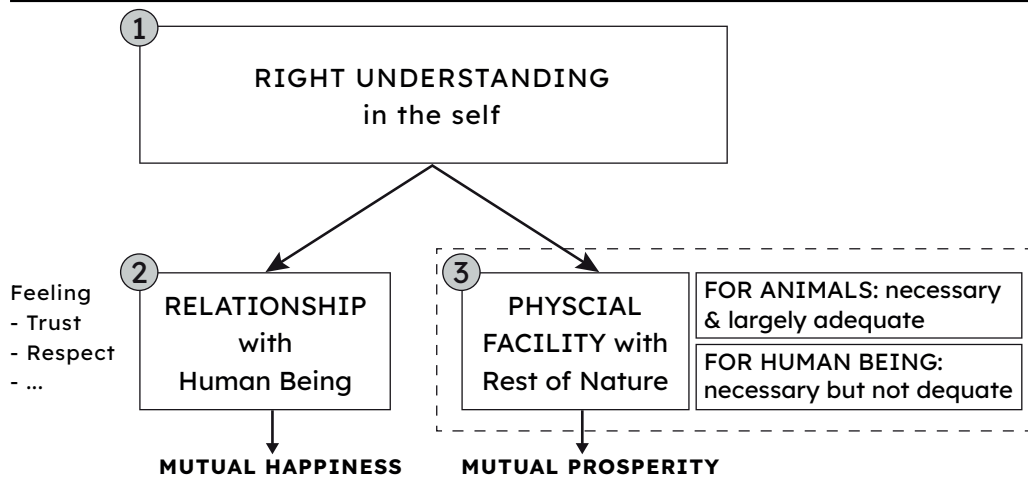 1
RIGHT UNDERSTANDING
in the self
2
Feeling
- Trust
- Respect
- ...
RELATIONSHIP
with
Human Being
MUTUAL HAPPINESS
3
PHYSCIAL
FACILITY with
Rest of Nature
FOR ANIMALS: necessary
& largely adequate
FOR HUMAN BEING:
necessary but not dequate
MUTUAL PROSPERITY